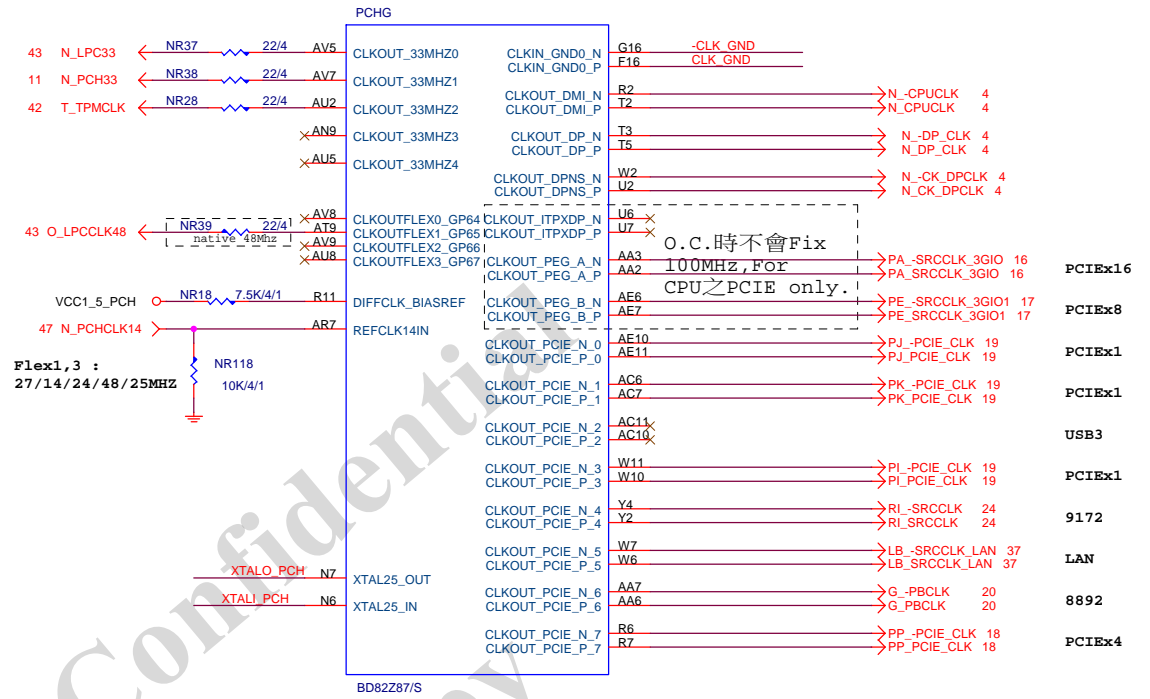 PCHG
43 N_LPC33 NR37 22/4 AV5 CLKOUT_33MHZ0
11 N_PCH33 NR38 22/4 AV7 CLKOUT_33MHZ1
42 T_TPMCLK NR28 22/4 AU2 CLKOUT_33MHZ2
AN9 CLKOUT_33MHZ3
AU5 CLKOUT_33MHZ4
AV8 CLKOUTFLEX0_GP64
43 O_LPCCLK48 NR39 22/4 AT9 CLKOUTFLEX1_GP65
native 48Mhz
AV9 CLKOUTFLEX2_GP66
AU8 CLKOUTFLEX3_GP67
VCC1_5_PCH NR18 7.5K/4/1 R11 DIFFCLK_BIASREF
47 N_PCHCLK14 AR7 REFCLK14IN
NR118
10K/4/1
Flex1,3 :
27/14/24/48/25MHZ
XTALO_PCH N7 XTAL25_OUT
XTALI_PCH N6 XTAL25_IN
CLKIN_GND0_N G16 -CLK_GND
CLKIN_GND0_P F16 CLK_GND
CLKOUT_DMI_N R2 N_-CPUCLK 4
CLKOUT_DMI_P T2 N_CPUCLK 4
CLKOUT_DP_N T3 N_-DP_CLK 4
CLKOUT_DP_P T5 N_DP_CLK 4
CLKOUT_DPNS_N W2 N_-CK_DPCLK 4
CLKOUT_DPNS_P U2 N_CK_DPCLK 4
CLKOUT_ITPXDP_N U6
CLKOUT_ITPXDP_P U7
O.C.時不會Fix
100MHz,For
CPU之PCIE only.
CLKOUT_PEG_A_N AA3 PA_-SRCCLK_3GIO 16
CLKOUT_PEG_A_P AA2 PA_SRCCLK_3GIO 16
PCIEx16
CLKOUT_PEG_B_N AE6 PE_-SRCCLK_3GIO1 17
CLKOUT_PEG_B_P AE7 PE_SRCCLK_3GIO1 17
PCIEx8
CLKOUT_PCIE_N_0 AE10 PJ_-PCIE_CLK 19
CLKOUT_PCIE_P_0 AE11 PJ_PCIE_CLK 19
PCIEx1
CLKOUT_PCIE_N_1 AC6 PK_-PCIE_CLK 19
CLKOUT_PCIE_P_1 AC7 PK_PCIE_CLK 19
PCIEx1
CLKOUT_PCIE_N_2 AC11
CLKOUT_PCIE_P_2 AC10
USB3
CLKOUT_PCIE_N_3 W11 PI_-PCIE_CLK 19
CLKOUT_PCIE_P_3 W10 PI_PCIE_CLK 19
PCIEx1
CLKOUT_PCIE_N_4 Y4 RI_-SRCCLK 24
CLKOUT_PCIE_P_4 Y2 RI_SRCCLK 24
9172
CLKOUT_PCIE_N_5 W7 LB_-SRCCLK_LAN 37
CLKOUT_PCIE_P_5 W6 LB_SRCCLK_LAN 37
LAN
CLKOUT_PCIE_N_6 AA7 G_-PBCLK 20
CLKOUT_PCIE_P_6 AA6 G_PBCLK 20
8892
CLKOUT_PCIE_N_7 R6 PP_-PCIE_CLK 18
CLKOUT_PCIE_P_7 R7 PP_PCIE_CLK 18
PCIEx4
BD82Z87/S
Confidential